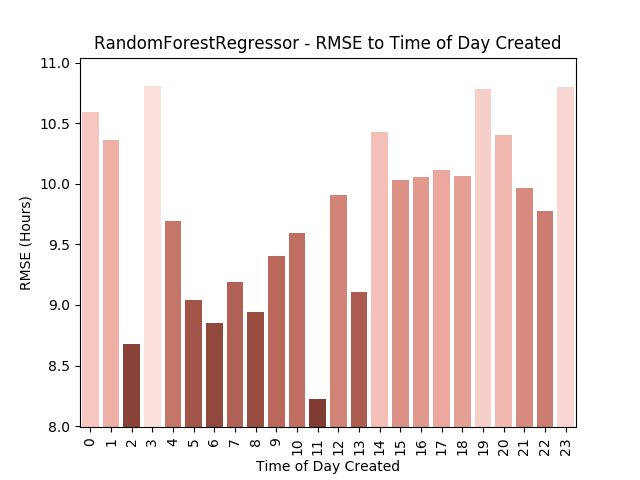 RandomForestRegressor - RMSE to Time of Day Created
11.0
10.5
10.0
9.5
9.0
8.5
8.0
RMSE (Hours)
0 1 2 3 4 5 6 7 8 9 10 11 12 13 14 15 16 17 18 19 20 21 22 23
Time of Day Created